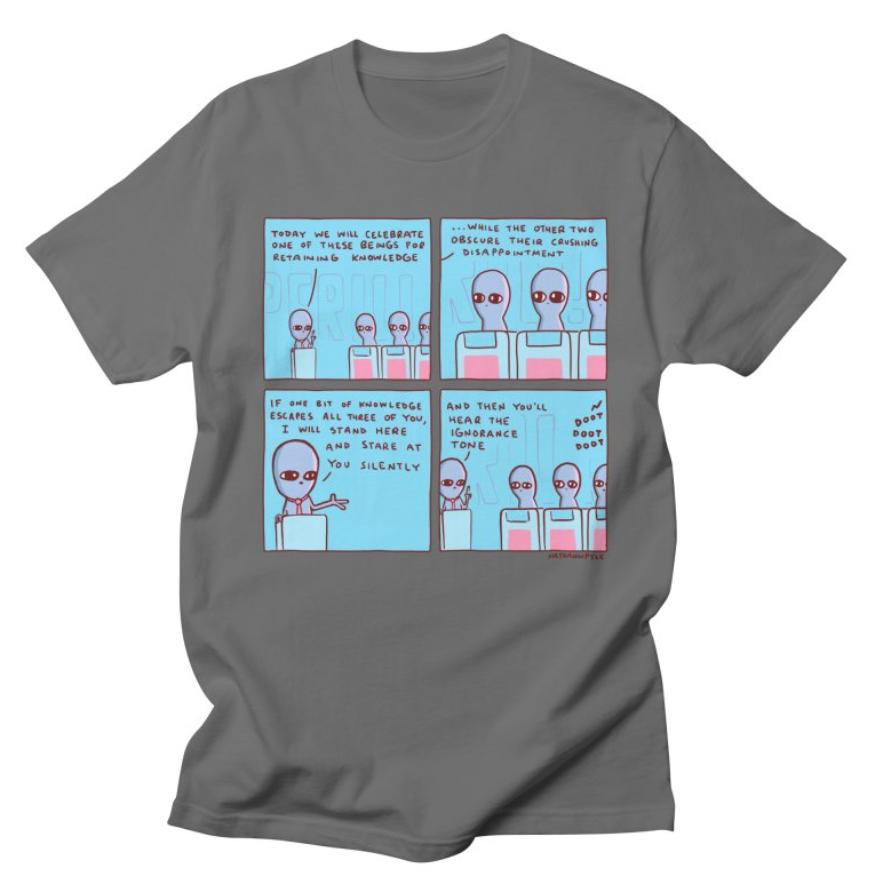 TODAY WE WILL CELEBRATE
ONE OF THESE BEINGS FOR
RETAINING KNOWLEDGE
...WHILE THE OTHER TWO
OBSCURE THEIR CRUSHING
DISAPPOINTMENT
IF ONE BIT OF KNOWLEDGE
ESCAPES ALL THREE OF YOU,
I WILL STAND HERE
AND STARE AT
YOU SILENTLY
AND THEN YOU'LL
HEAR THE
IGNORANCE
TONE
DOOT
DOOT
DOOT
NATHANWPYLE